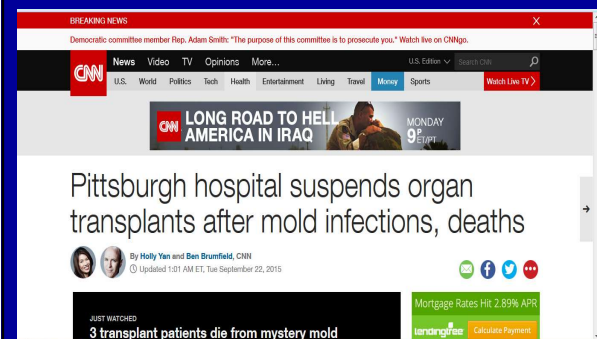 BREAKING NEWS X
Democratic committee member Rep. Adam Smith: "The purpose of this committee is to prosecute you." Watch live on CNNgo.
CNN
News Video TV Opinions More... U.S. Edition Search CNN
U.S. World Politics Tech Health Entertainment Living Travel Money Sports Watch Live TV
CNN LONG ROAD TO HELL MONDAY
AMERICA IN IRAQ 9P ET/PT
Pittsburgh hospital suspends organ
transplants after mold infections, deaths
By Holly Yan and Ben Brumfield, CNN
Updated 1:01 AM ET, Tue September 22, 2015
Mortgage Rates Hit 2.89% APR
JUST WATCHED
3 transplant patients die from mystery mold
lendingtree Calculate Payment